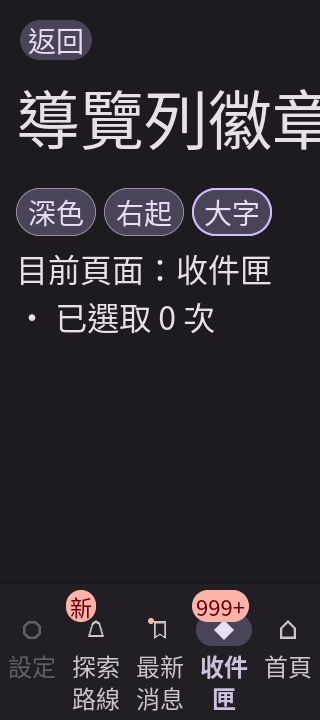 返回
導覽列徽章
深色 右起 大字
目前頁面：收件匣
• 已選取 0 次
新 999+
設定 探索路線 最新消息 收件匣 首頁